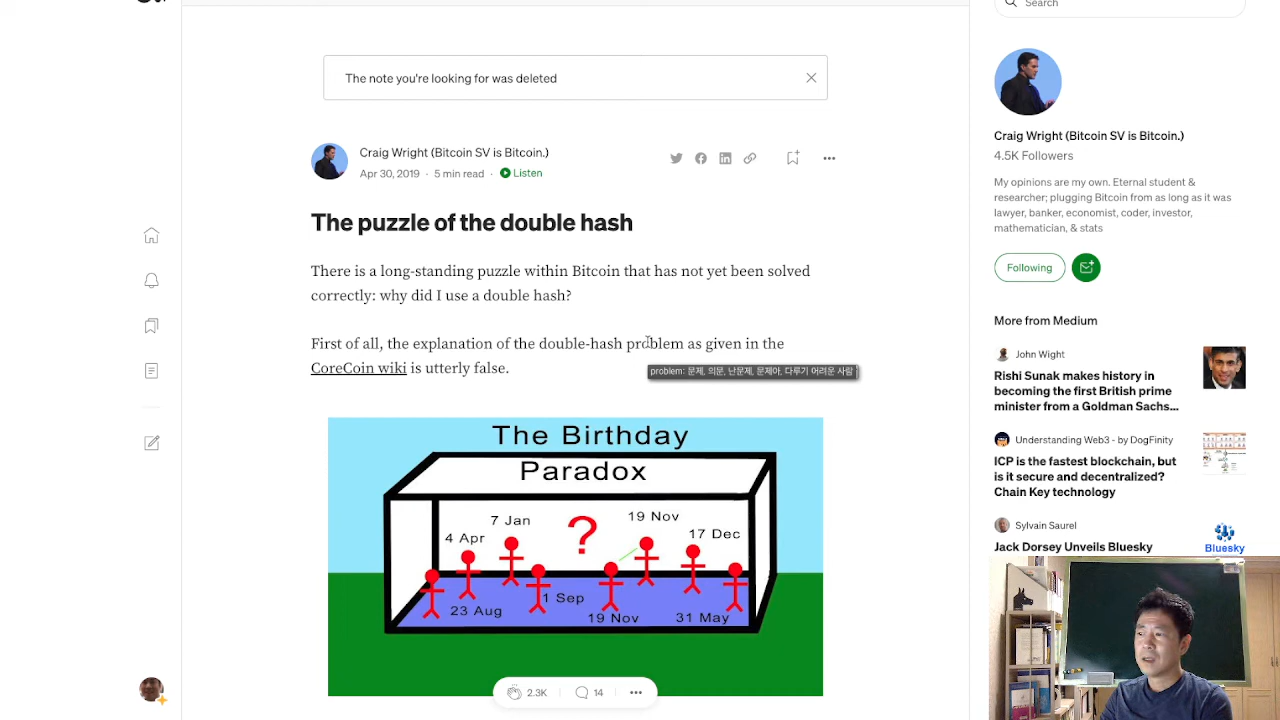 Search
The note you're looking for was deleted
Craig Wright (Bitcoin SV is Bitcoin.)
Apr 30, 2019 · 5 min read · Listen
The puzzle of the double hash
There is a long-standing puzzle within Bitcoin that has not yet been solved
correctly: why did I use a double hash?
First of all, the explanation of the double-hash problem as given in the
CoreCoin wiki is utterly false.
problem: 문제, 의문, 난문제, 문제아, 다루기 어려운 사람
The Birthday
Paradox
7 Jan
19 Nov
4 Apr
17 Dec
?
1 Sep
23 Aug
19 Nov
31 May
2.3K
14
Craig Wright (Bitcoin SV is Bitcoin.)
4.5K Followers
My opinions are my own. Eternal student &
researcher; plugging Bitcoin from as long as it was
lawyer, banker, economist, coder, investor,
mathematician, & stats
Following
More from Medium
John Wight
Rishi Sunak makes history in
becoming the first British prime
minister from a Goldman Sachs...
Understanding Web3 - by DogFinity
ICP is the fastest blockchain, but
is it secure and decentralized?
Chain Key technology
Sylvain Saurel
Jack Dorsey Unveils Bluesky
Bluesky